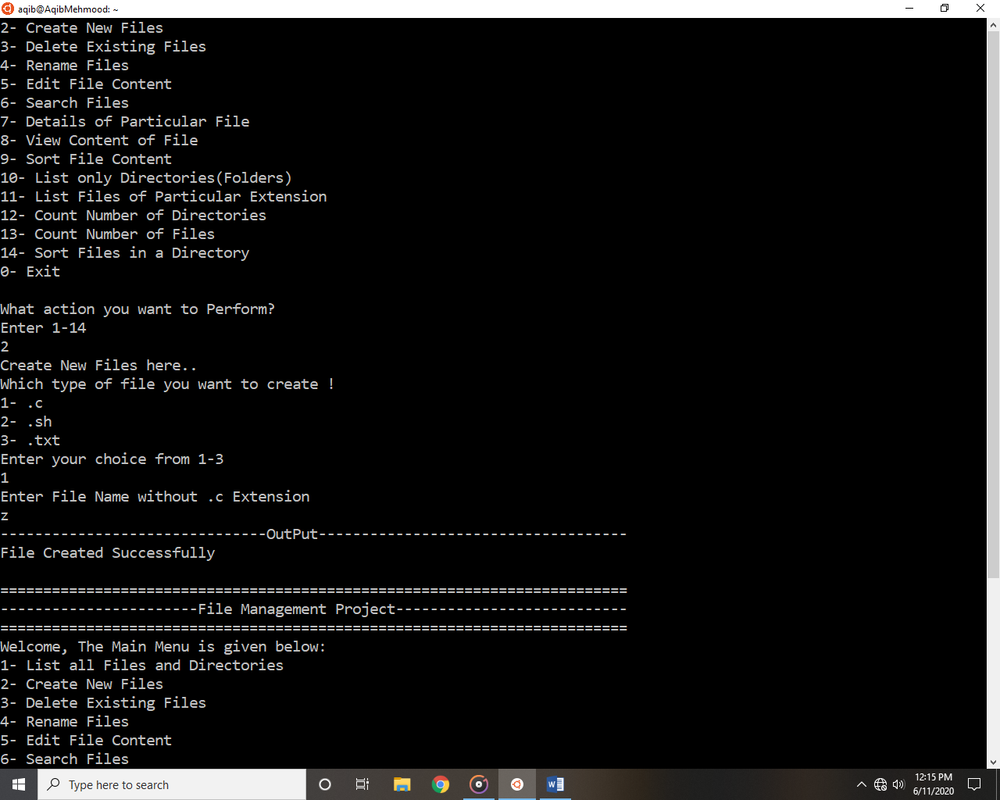 aqib@AqibMehmood: ~
2- Create New Files
3- Delete Existing Files
4- Rename Files
5- Edit File Content
6- Search Files
7- Details of Particular File
8- View Content of File
9- Sort File Content
10- List only Directories(Folders)
11- List Files of Particular Extension
12- Count Number of Directories
13- Count Number of Files
14- Sort Files in a Directory
0- Exit
What action you want to Perform?
Enter 1-14
2
Create New Files here..
Which type of file you want to create !
1- .c
2- .sh
3- .txt
Enter your choice from 1-3
1
Enter File Name without .c Extension
z
-------------------------------OutPut------------------------------------
File Created Successfully
=========================================================================
-----------------------File Management Project---------------------------
=========================================================================
Welcome, The Main Menu is given below:
1- List all Files and Directories
2- Create New Files
3- Delete Existing Files
4- Rename Files
5- Edit File Content
6- Search Files
Type here to search
12:15 PM
6/11/2020